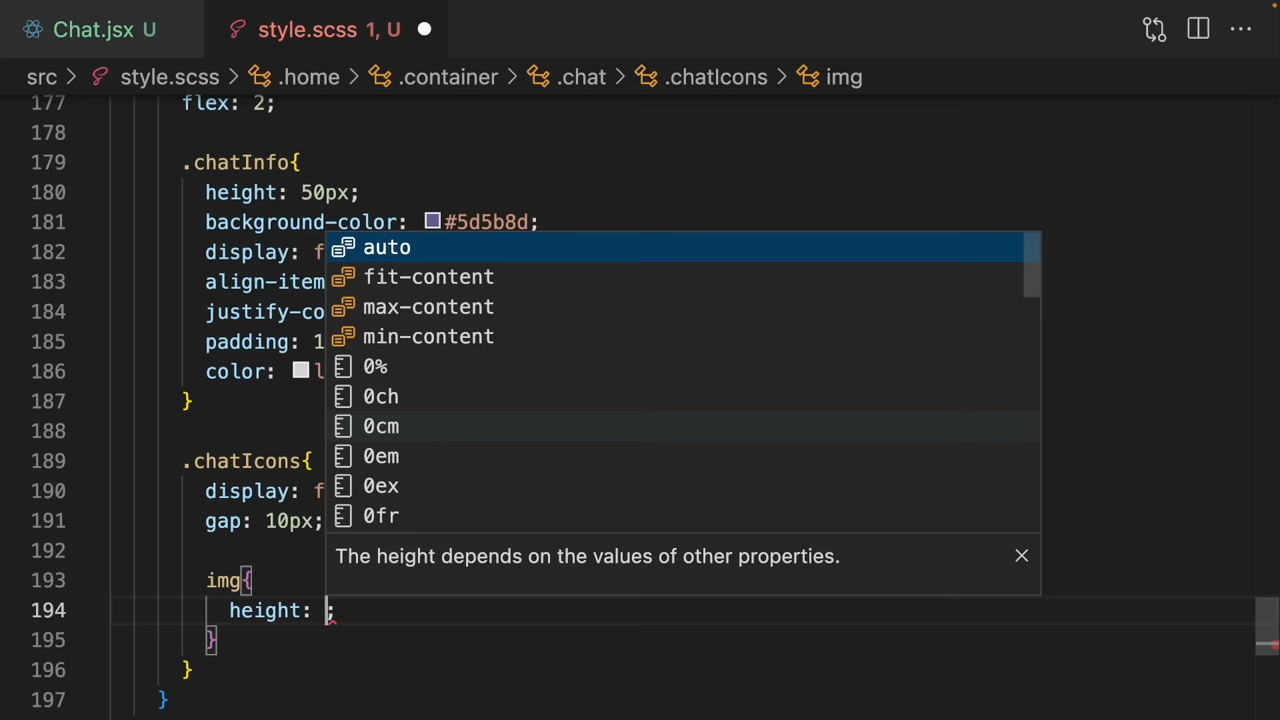 Chat.jsx U
style.scss 1, U
src > style.scss > .home > .container > .chat > .chatIcons > img
177 flex: 2;
178
179 .chatInfo{
180 height: 50px;
181 background-color: #5d5b8d;
182 display: f
183 align-item
184 justify-co
185 padding: 1
186 color: l
187 }
188
189 .chatIcons{
190 display: f
191 gap: 10px;
192
193 img{
194 height: ;
195 }
196 }
197 }
auto
fit-content
max-content
min-content
0%
0ch
0cm
0em
0ex
0fr
The height depends on the values of other properties.